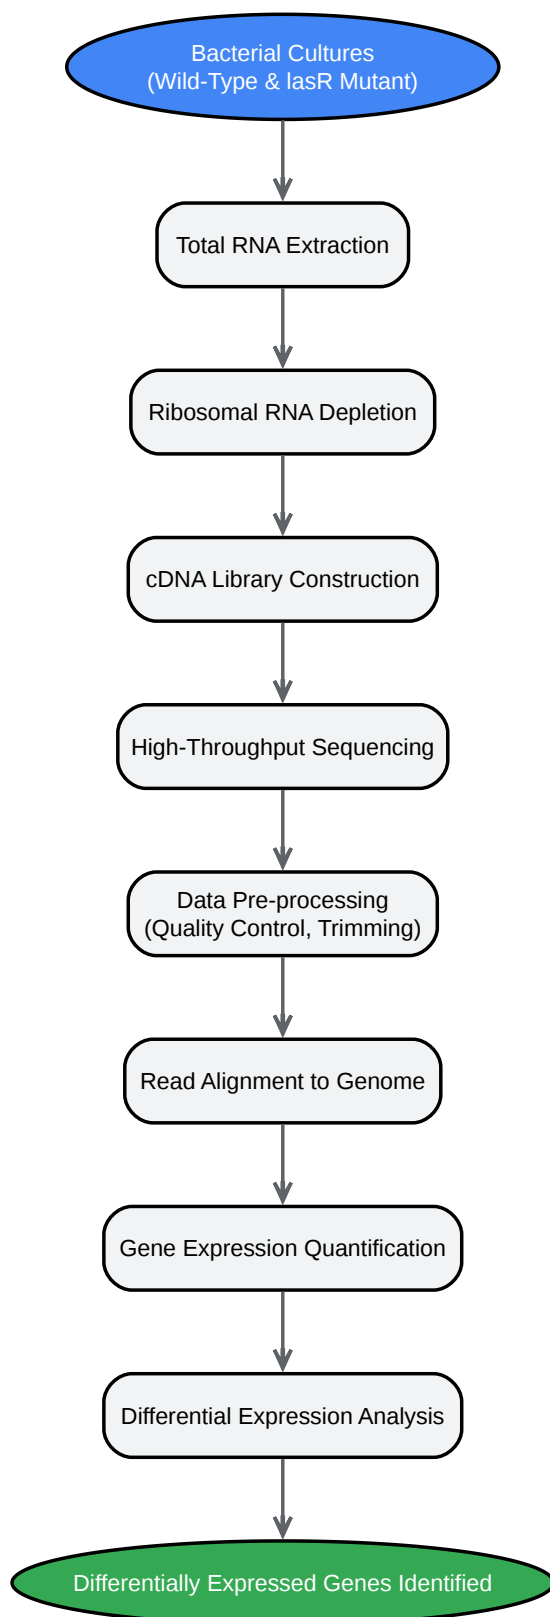 Bacterial Cultures
(Wild-Type & lasR Mutant)
Total RNA Extraction
Ribosomal RNA Depletion
cDNA Library Construction
High-Throughput Sequencing
Data Pre-processing
(Quality Control, Trimming)
Read Alignment to Genome
Gene Expression Quantification
Differential Expression Analysis
Differentially Expressed Genes Identified